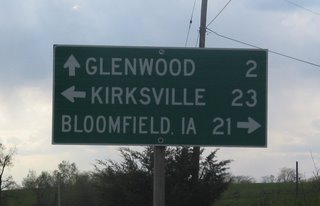 ↑ GLENWOOD 2
← KIRKSVILLE 23
BLOOMFIELD, IA 21 →